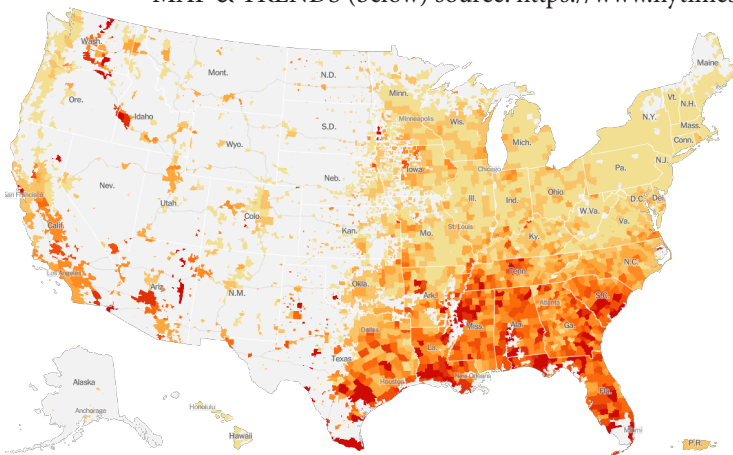 MAP & TRENDS (below) source: https://www.nytimes
Wash.
Maine
Mont.
N.D.
Minn.
Vt.
N.H.
Ore.
Idaho
Minneapolis
Wis.
N.Y.
Mass.
S.D.
Mich.
Conn.
Wyo.
Iowa
Chicago
Pa.
N.J.
Neb.
Nev.
Utah
Ill.
Ind.
Ohio
D.C.
Del.
San Francisco
Colo.
W.Va.
Va.
Calif.
Kan.
Mo.
St. Louis
Ky.
Los Angeles
N.C.
Tenn.
Ariz.
N.M.
Okla.
Ark.
S.C.
Atlanta
Dallas
Miss.
Ala.
Ga.
La.
Texas
New Orleans
Houston
Alaska
Fla.
Anchorage
Honolulu
Hawaii
Miami
P.R.